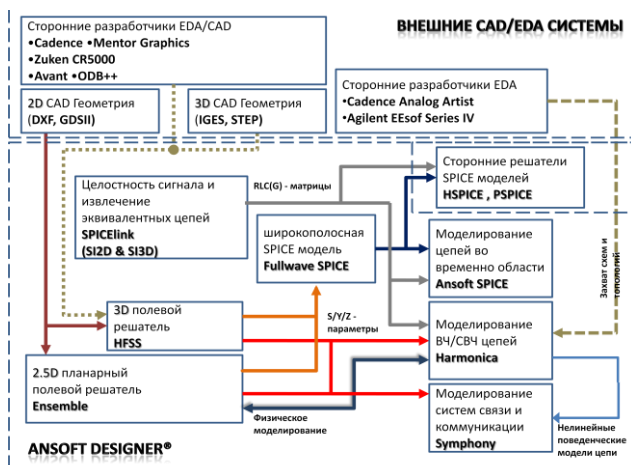 Сторонние разработчики EDA/CAD
•Cadence •Mentor Graphics
•Zuken CR5000
•Avant •ODB++
ВНЕШНИЕ CAD/EDA СИСТЕМЫ
2D CAD Геометрия
(DXF, GDSII)
3D CAD Геометрия
(IGES, STEP)
Сторонние разработчики EDA
•Cadence Analog Artist
•Agilent EEsof Series IV
Целостность сигнала и
извлечение
эквивалентных цепей
SPICElink
(SI2D & SI3D)
RLC(G) - матрицы
Сторонние решатели
SPICE моделей
HSPICE , PSPICE
широкополосная
SPICE модель
Fullwave SPICE
Моделирование
цепей во
временно области
Ansoft SPICE
Захват схем и
топологий
3D полевой
решатель
HFSS
S/Y/Z -
параметры
Моделирование
ВЧ/СВЧ цепей
Harmonica
2.5D планарный
полевой решатель
Ensemble
Физическое
моделирование
Моделирование
систем связи и
коммуникации
Symphony
Нелинейные
поведенческие
модели цепи
ANSOFT DESIGNER®